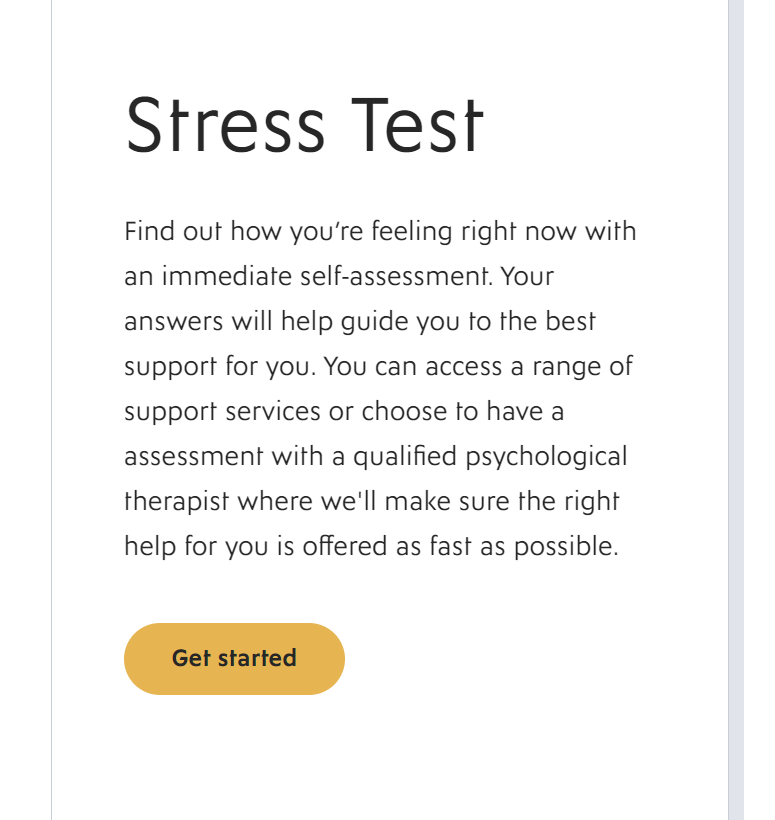 Stress Test
Find out how you’re feeling right now with
an immediate self-assessment. Your
answers will help guide you to the best
support for you. You can access a range of
support services or choose to have a
assessment with a qualified psychological
therapist where we'll make sure the right
help for you is offered as fast as possible.
Get started